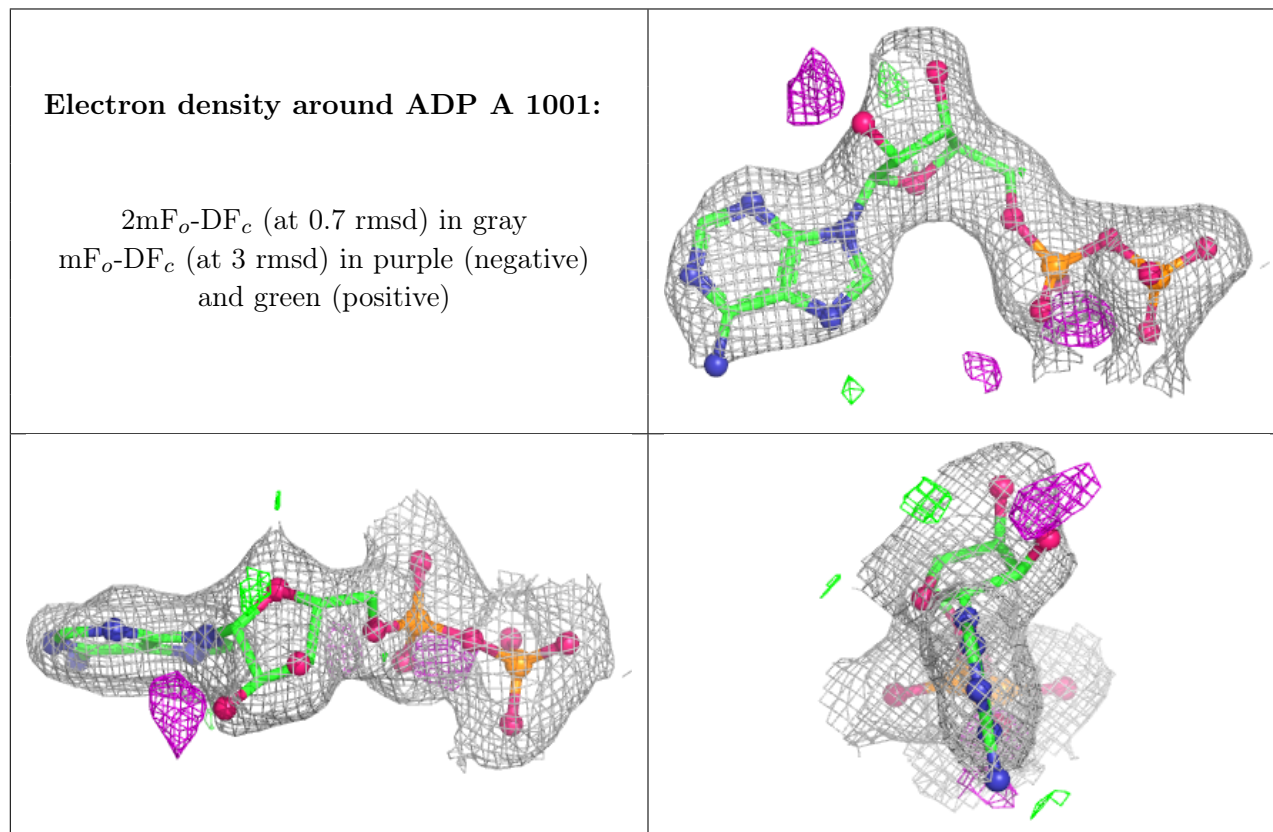 Electron density around ADP A 1001:
2mFₒ-DF𝒸 (at 0.7 rmsd) in gray
mFₒ-DF𝒸 (at 3 rmsd) in purple (negative)
and green (positive)